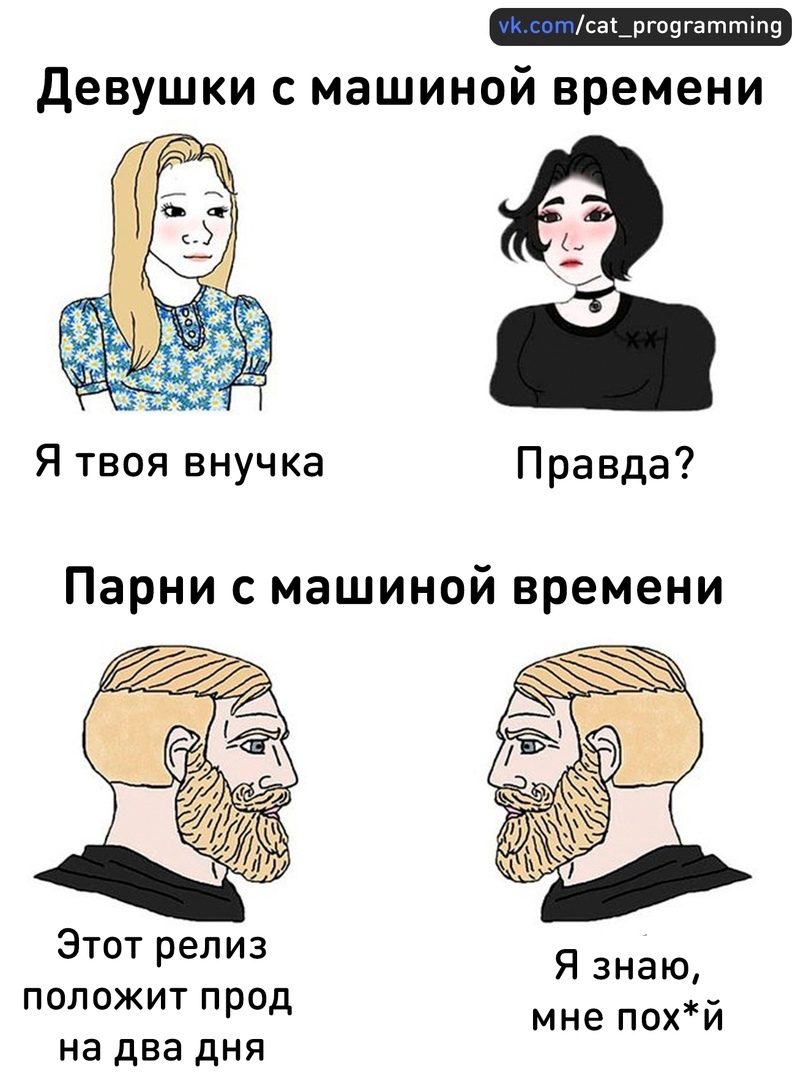 vk.com/cat_programming
Девушки с машиной времени
Я твоя внучка
Правда?
Парни с машиной времени
Этот релиз
положит прод
на два дня
Я знаю,
мне пох*й